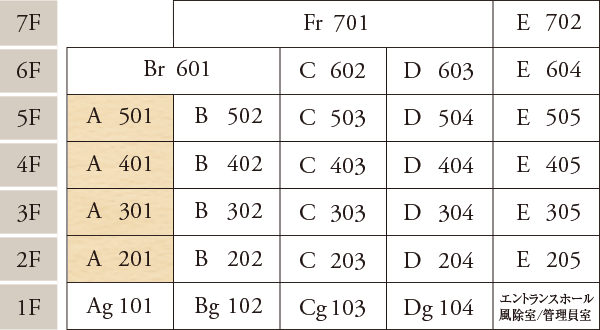 7F Fr 701 E 702
6F Br 601 C 602 D 603 E 604
5F A 501 B 502 C 503 D 504 E 505
4F A 401 B 402 C 403 D 404 E 405
3F A 301 B 302 C 303 D 304 E 305
2F A 201 B 202 C 203 D 204 E 205
1F Ag 101 Bg 102 Cg 103 Dg 104 エントランスホール
風除室/管理員室